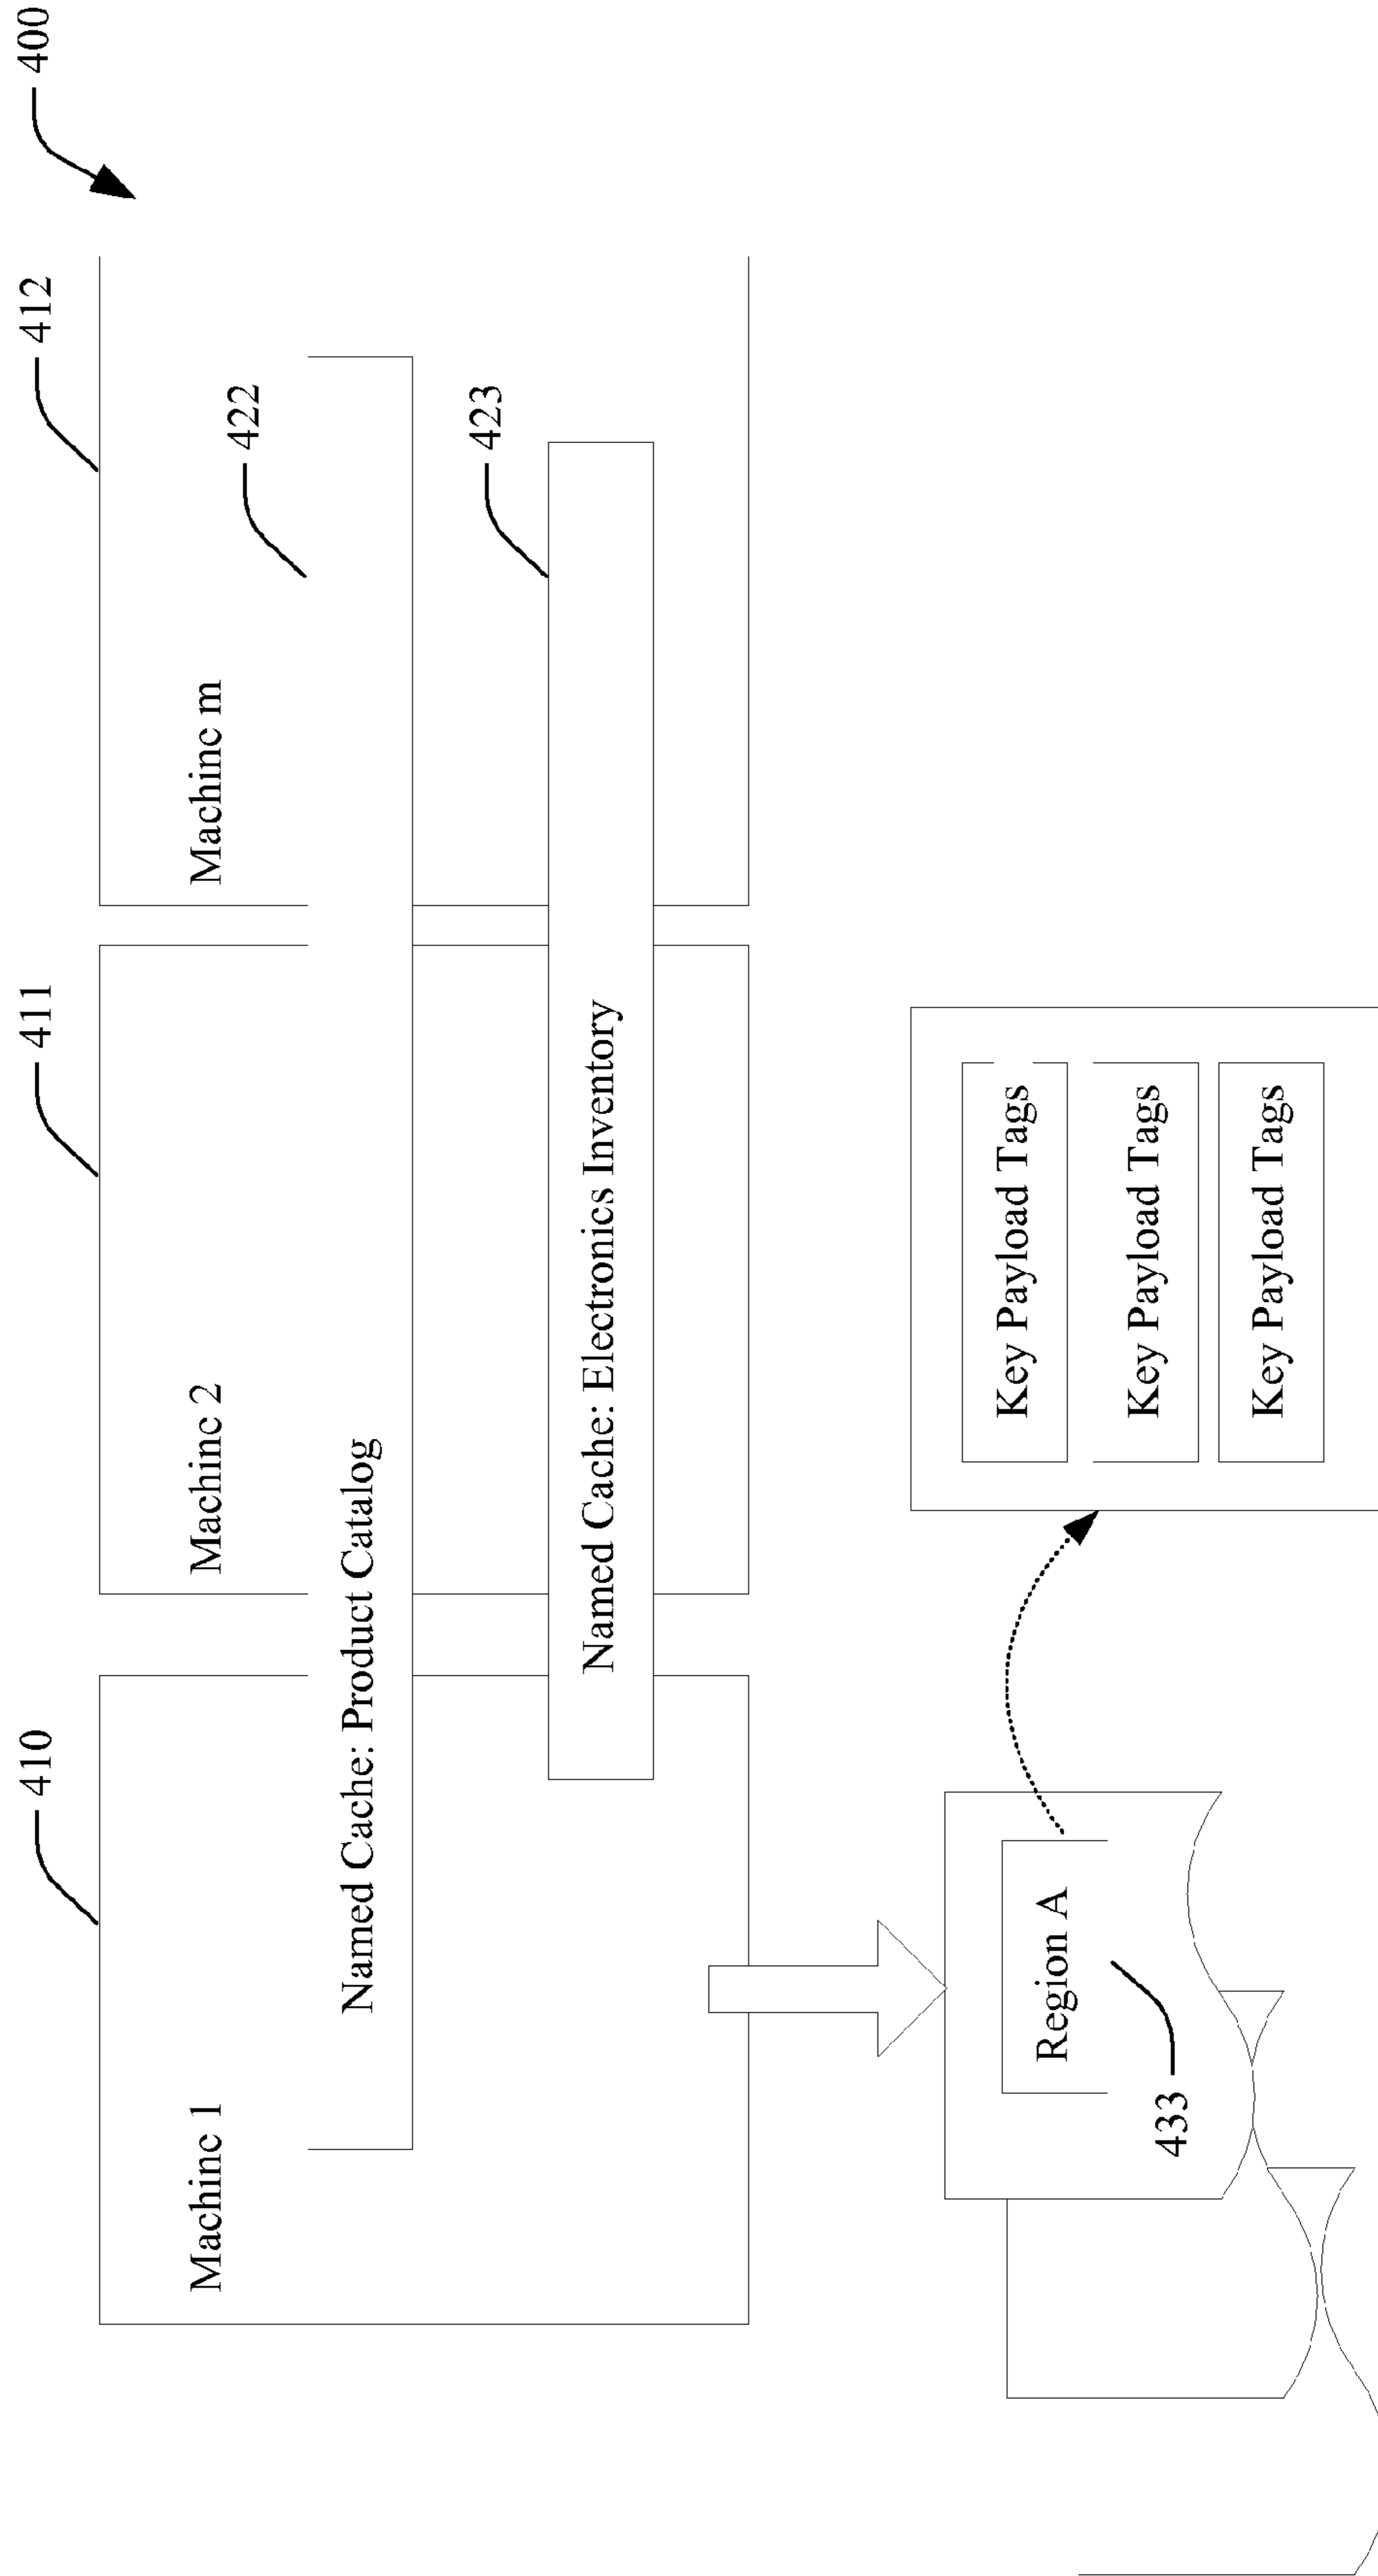 400
410
411
412
Machine 1
Machine 2
Machine m
422
Named Cache: Product Catalog
423
Named Cache: Electronics Inventory
Region A
433
Key Payload Tags
Key Payload Tags
Key Payload Tags